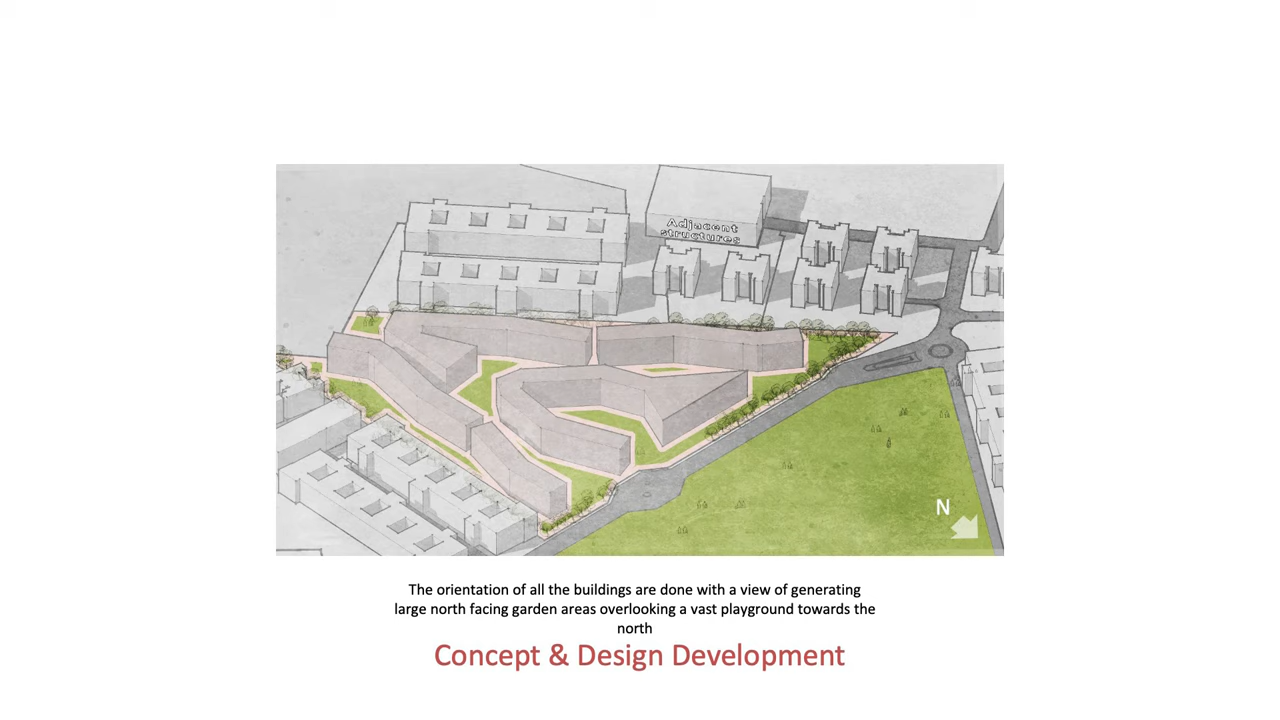 Adjacent
structures
N
The orientation of all the buildings are done with a view of generating
large north facing garden areas overlooking a vast playground towards the
north
Concept & Design Development